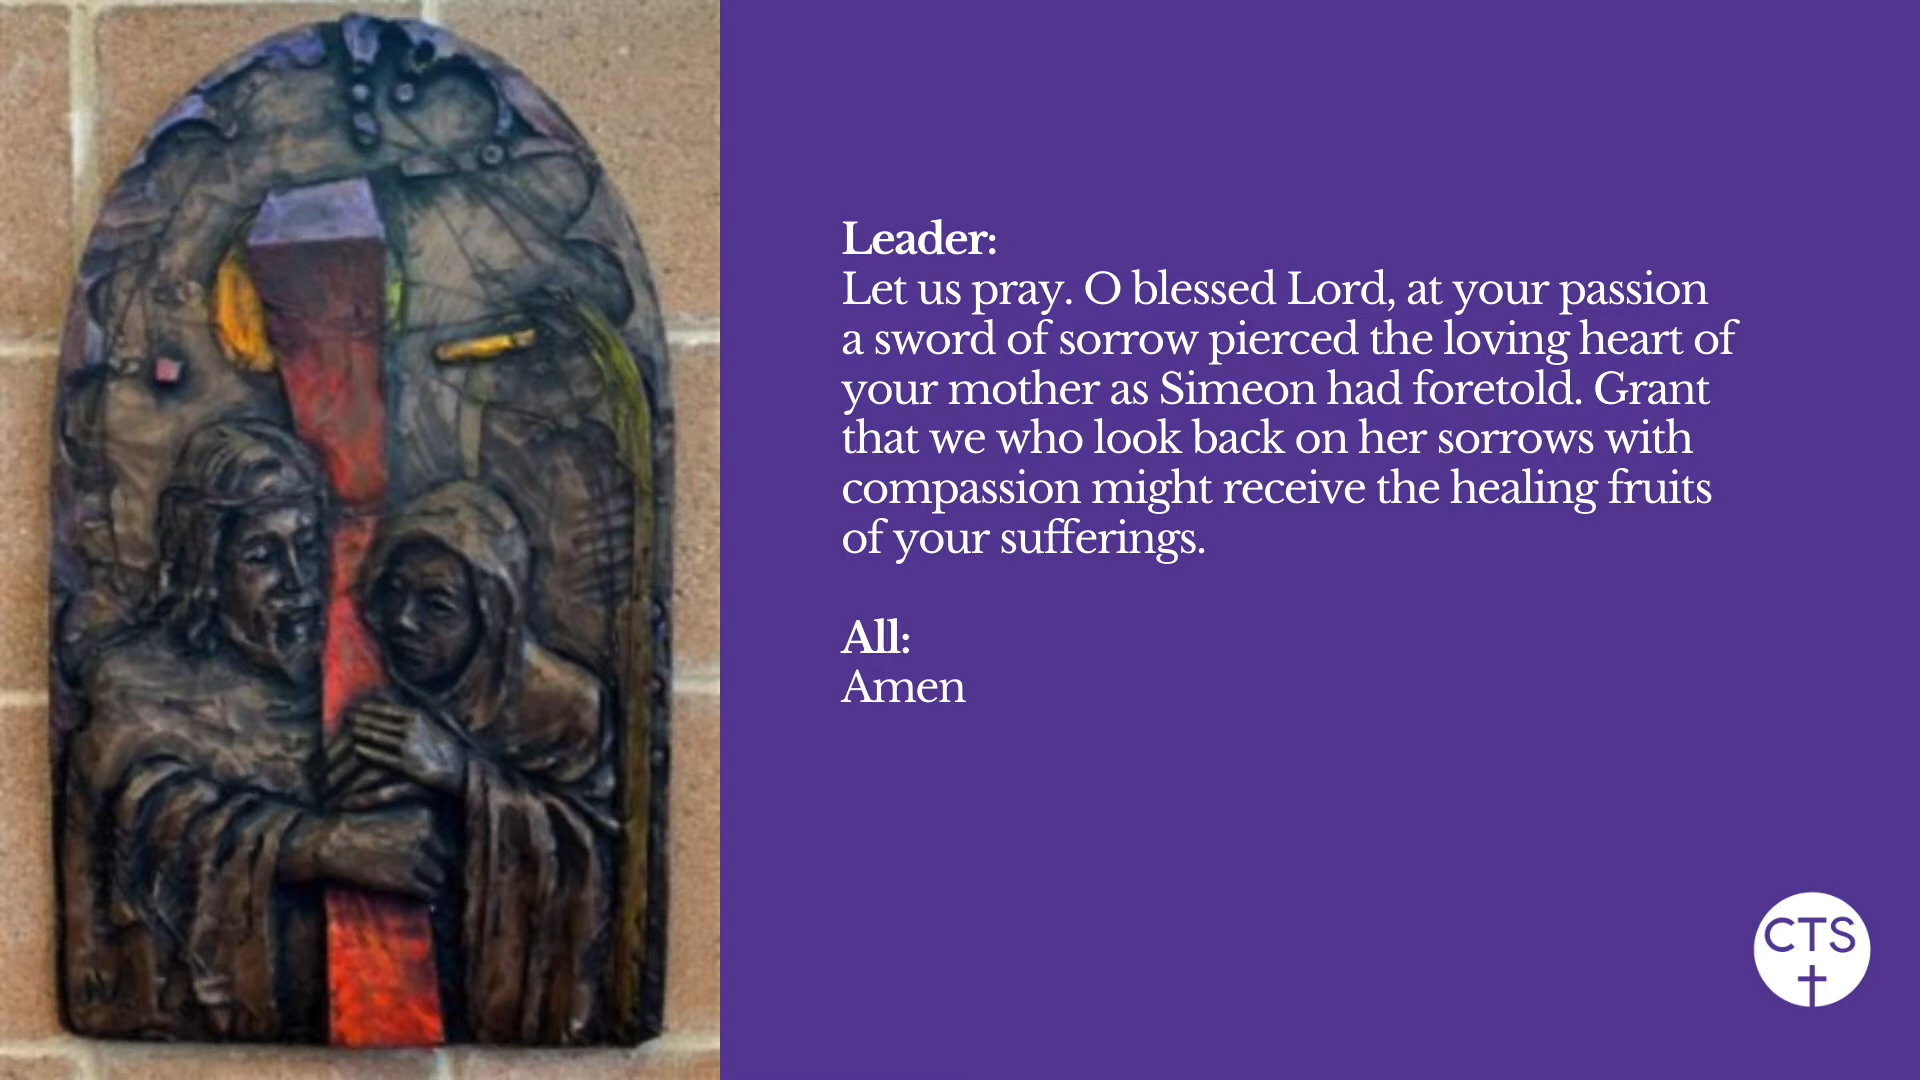 Leader:
Let us pray. O blessed Lord, at your passion
a sword of sorrow pierced the loving heart of
your mother as Simeon had foretold. Grant
that we who look back on her sorrows with
compassion might receive the healing fruits
of your sufferings.
All:
Amen
CTS